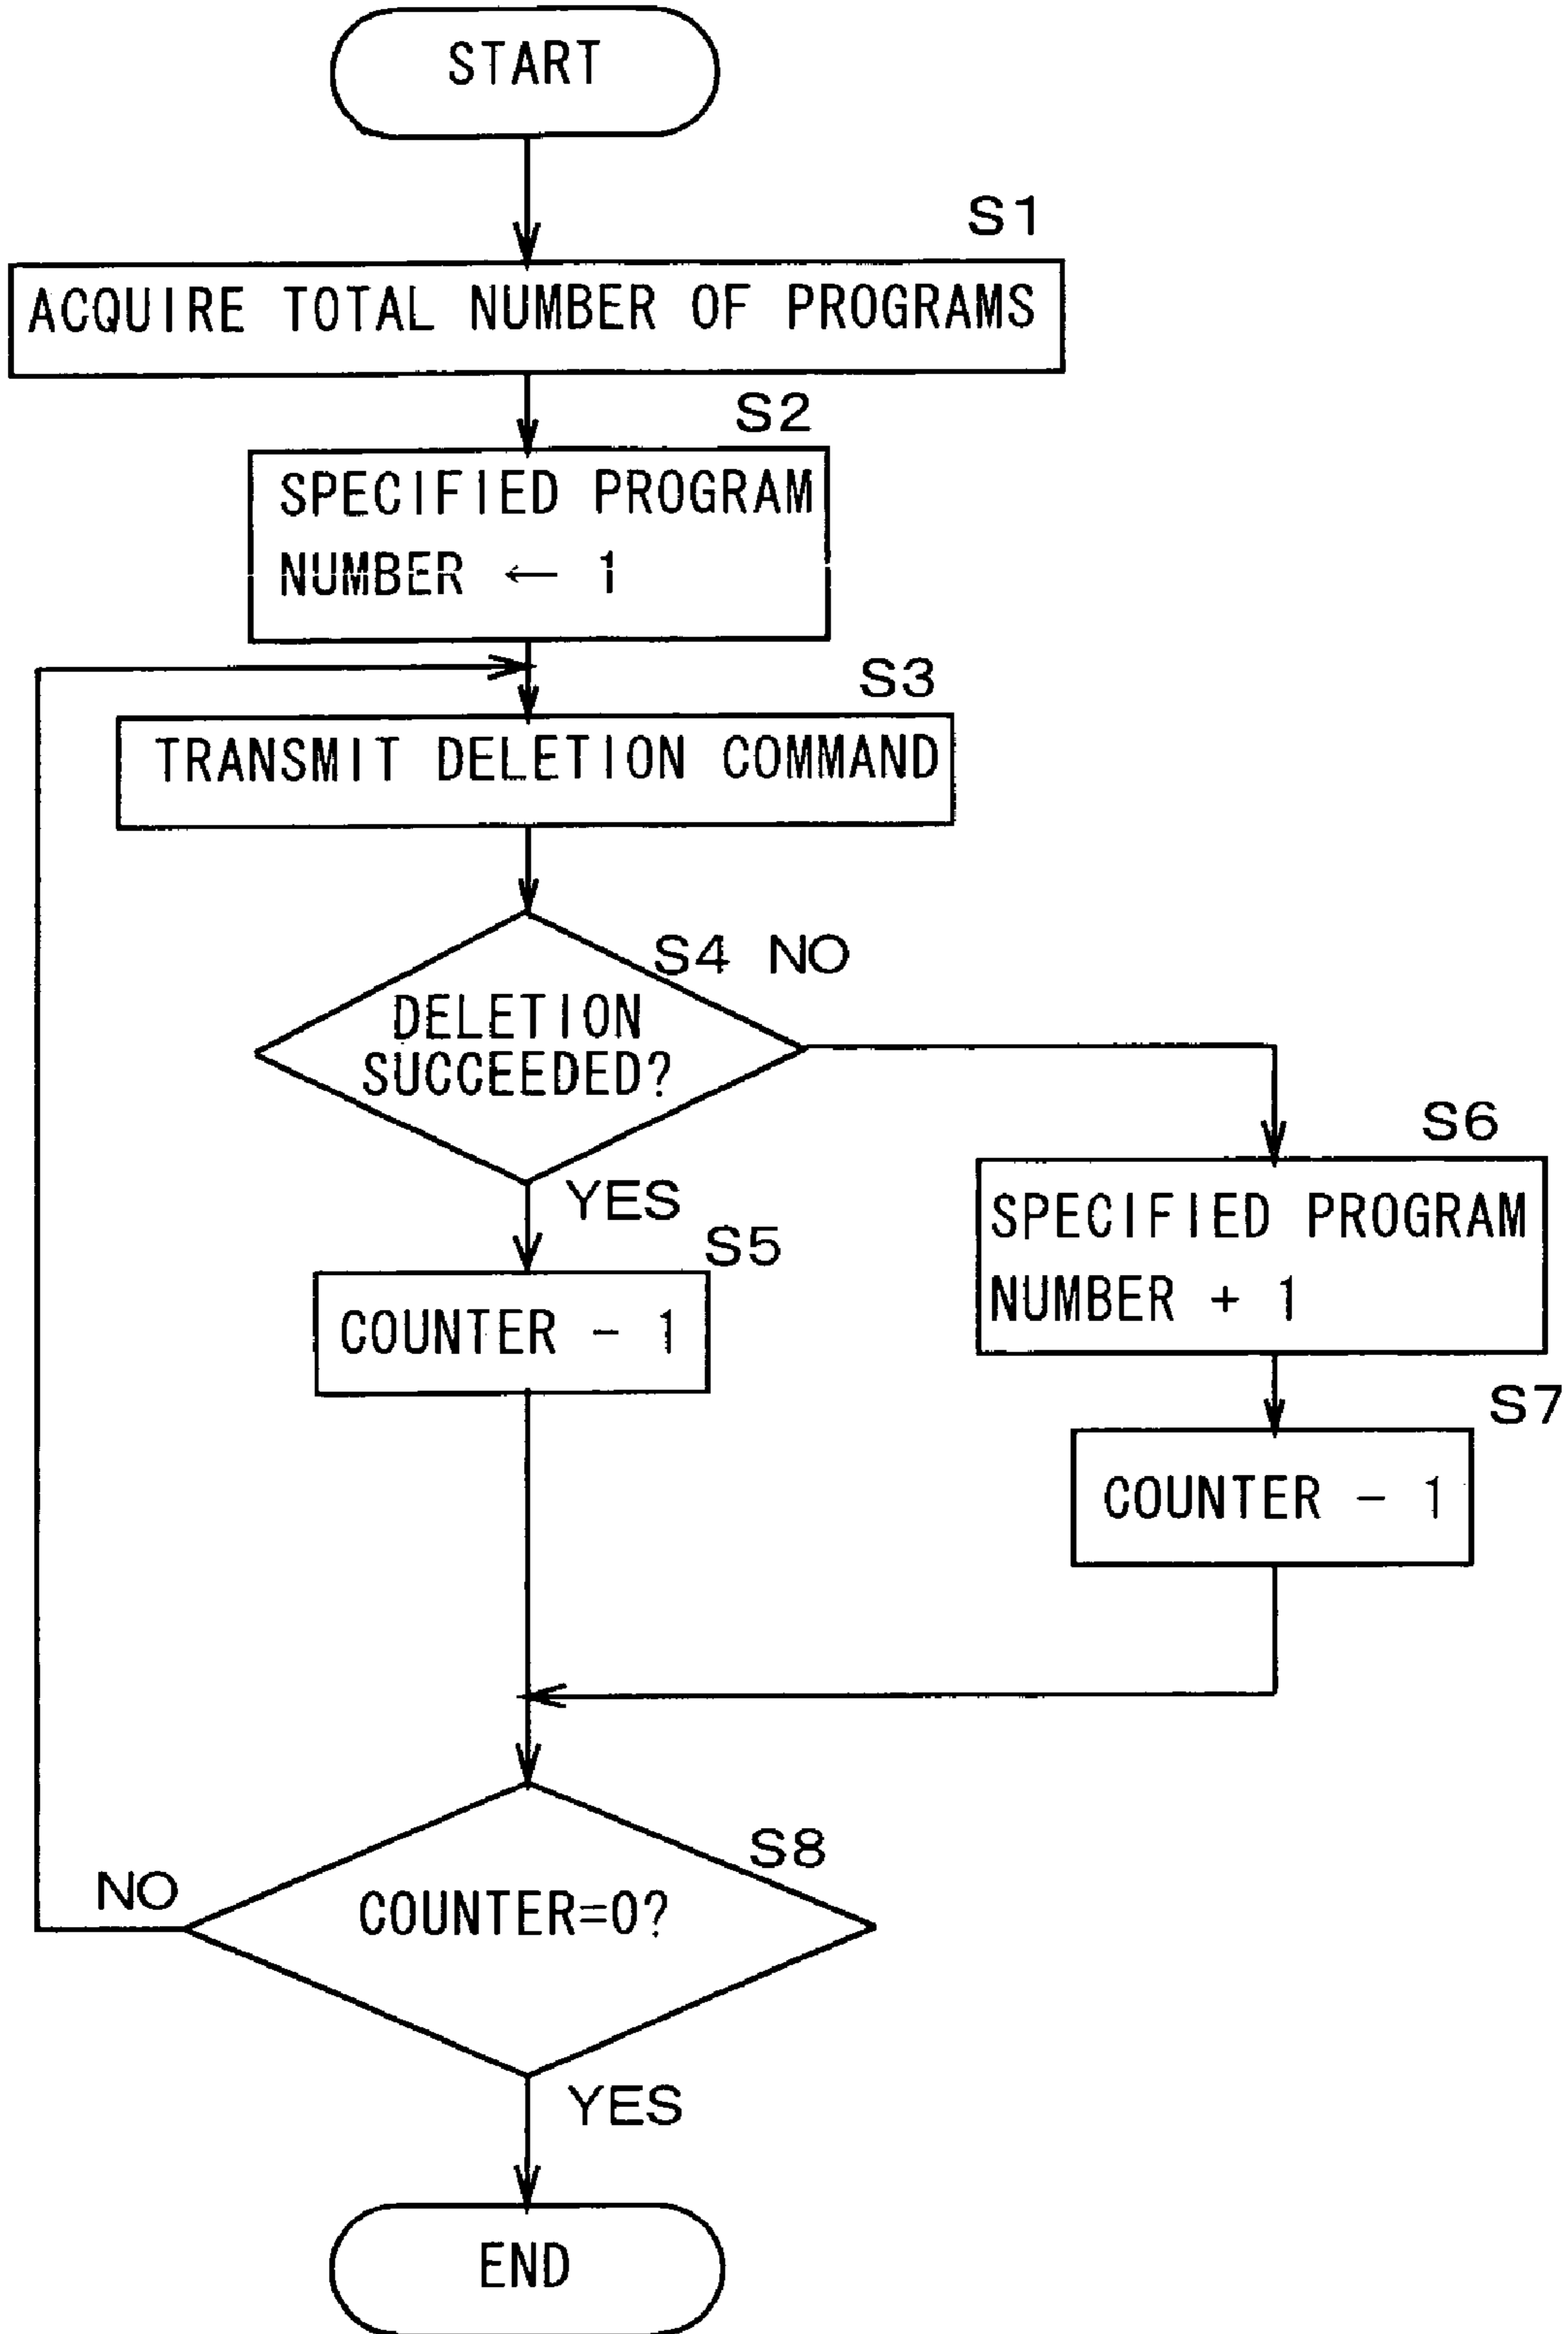 START
S1
ACQUIRE TOTAL NUMBER OF PROGRAMS
S2
SPECIFIED PROGRAM
NUMBER ← 1
S3
TRANSMIT DELETION COMMAND
S4 NO
DELETION
SUCCEEDED?
YES
S5
COUNTER - 1
S6
SPECIFIED PROGRAM
NUMBER + 1
S7
COUNTER - 1
S8
NO
COUNTER=0?
YES
END